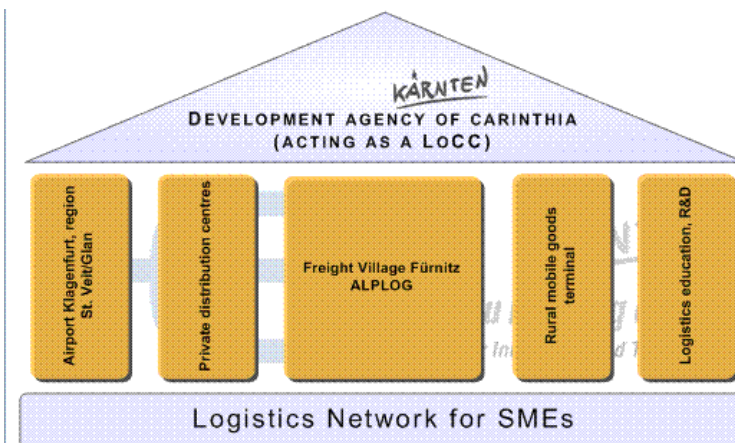 KÄRNTEN
DEVELOPMENT AGENCY OF CARINTHIA
(ACTING AS A LOCC)
Airport Klagenfurt, region
St. Veit/Glan
Private distribution centres
Freight Village Fürnitz
ALPLOG
Rural mobile goods
terminal
Logistics education, R&D
Logistics Network for SMEs